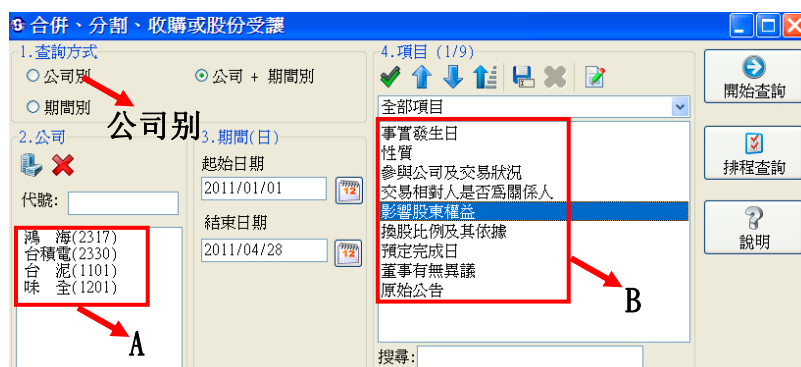 合併、分割、收購或股份受讓
1.查詢方式
公司別
公司 + 期間別
期間別
公司別
2.公司
代號:
鴻　海(2317)
台積電(2330)
台　泥(1101)
味　全(1201)
A
3.期間(日)
起始日期
2011/01/01
結束日期
2011/04/28
4.項目 (1/9)
全部項目
事實發生日
性質
參與公司及交易狀況
交易相對人是否為關係人
影響股東權益
換股比例及其依據
預定完成日
董事有無異議
原始公告
B
搜尋:
開始查詢
排程查詢
說明